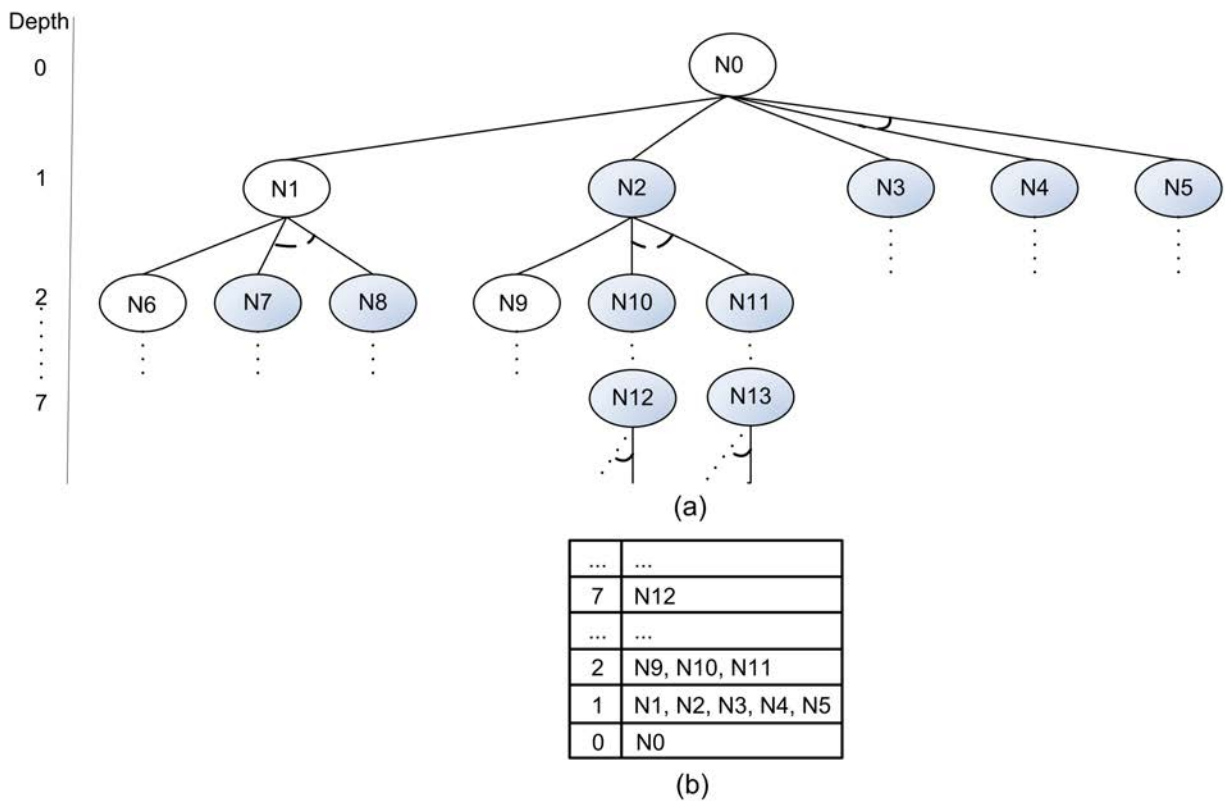 Depth
0
N0
1
N1
N2
N3
N4
N5
2
N6
N7
N8
N9
N10
N11
7
N12
N13
(a)
... ...
7 N12
... ...
2 N9, N10, N11
1 N1, N2, N3, N4, N5
0 N0
(b)